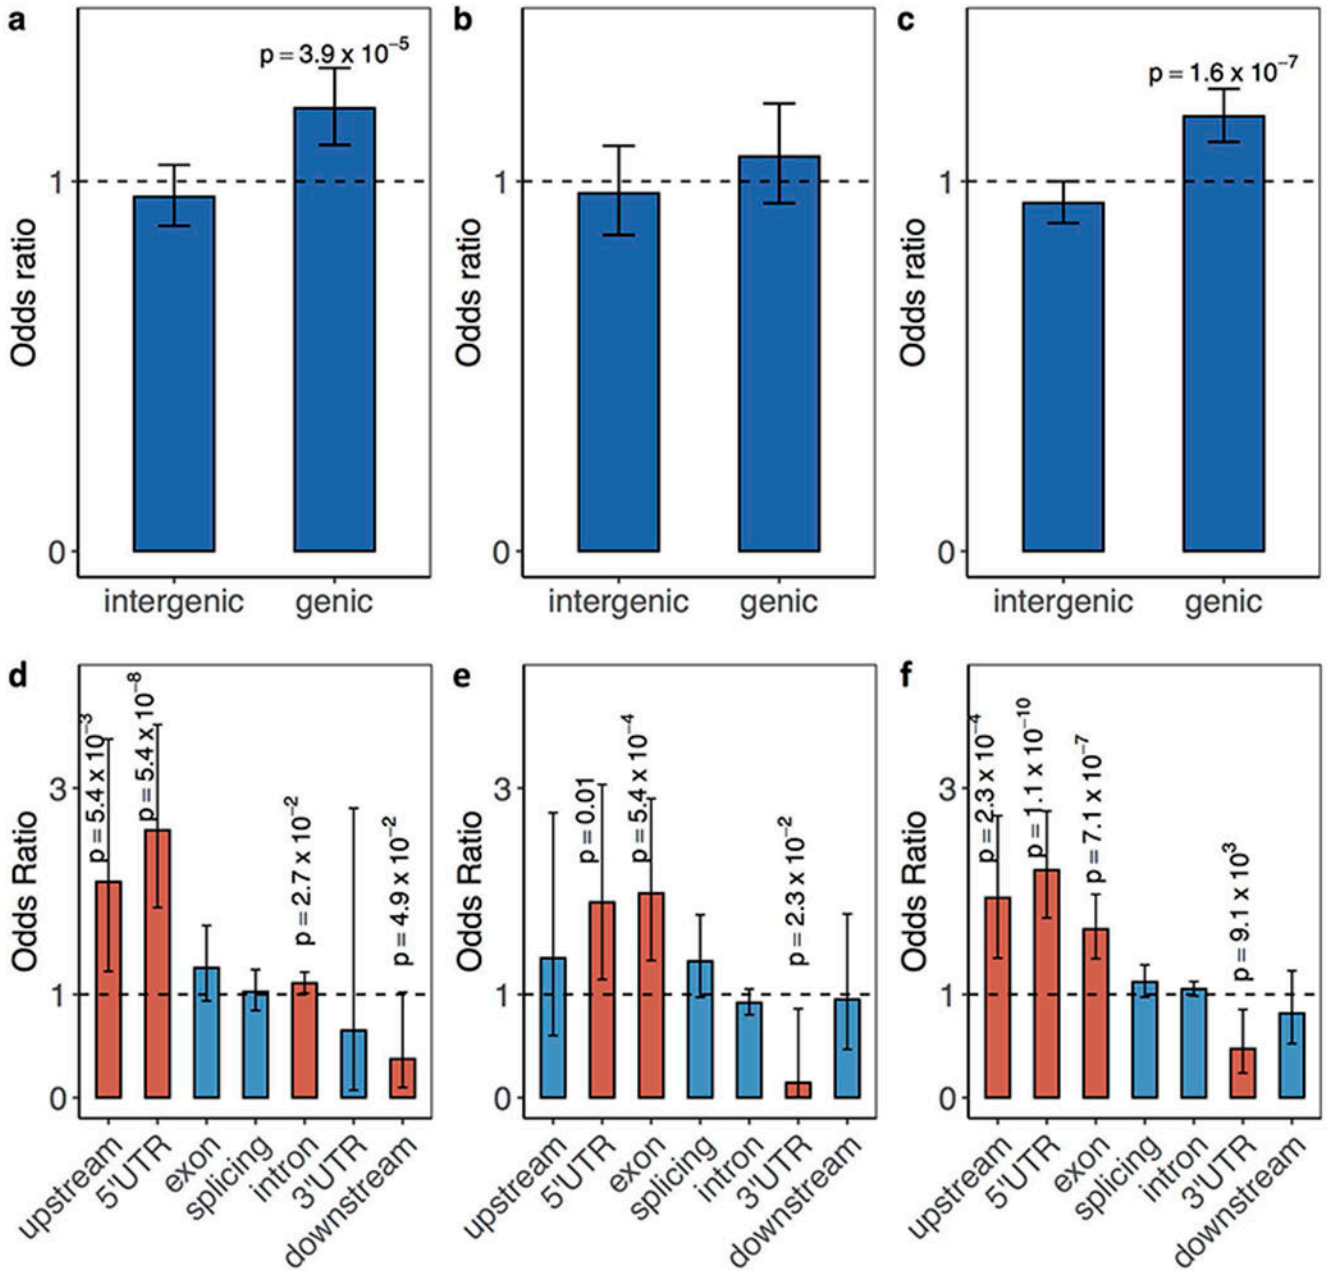 a
p = 3.9 x 10⁻⁵
1
0
Odds ratio
intergenic genic
b
1
0
Odds ratio
intergenic genic
c
p = 1.6 x 10⁻⁷
1
0
Odds ratio
intergenic genic
d
p = 5.4 x 10⁻³
p = 5.4 x 10⁻⁸
p = 2.7 x 10⁻²
p = 4.9 x 10⁻²
3
1
0
Odds Ratio
upstream
5'UTR
exon
splicing
intron
3'UTR
downstream
e
p = 0.01
p = 5.4 x 10⁻⁴
p = 2.3 x 10⁻²
3
1
0
Odds Ratio
upstream
5'UTR
exon
splicing
intron
3'UTR
downstream
f
p = 2.3 x 10⁻⁴
p = 1.1 x 10⁻¹⁰
p = 7.1 x 10⁻⁷
p = 9.1 x 10³
3
1
0
Odds Ratio
upstream
5'UTR
exon
splicing
intron
3'UTR
downstream